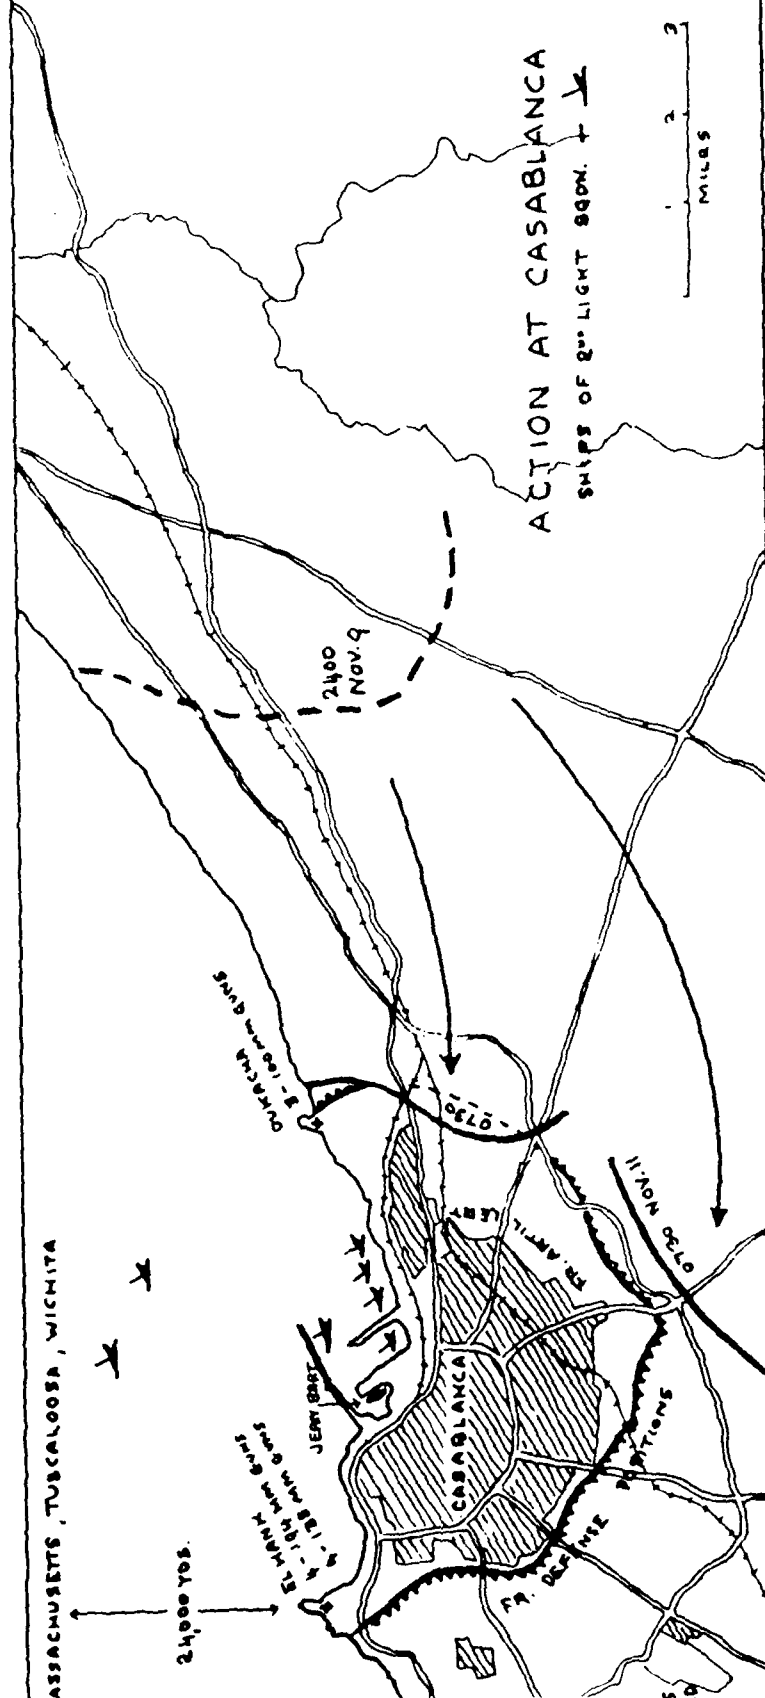 ACTION AT CASABLANCA
SHIPS OF 2ND LIGHT SQDN. +
1 2 3
MILES
2400
NOV. 9
OUKACHA
3-100 MM GUNS
0730
FR. ARTILLERY
0730 NOV. 11
ASSACHUSETTS, TUSCALOOSA, WICHITA
24,000 YDS.
EL HANK
4-194 MM GUNS
4-138 MM GUNS
JEAN BART
CASABLANCA
FR. DEFENSE POSITIONS